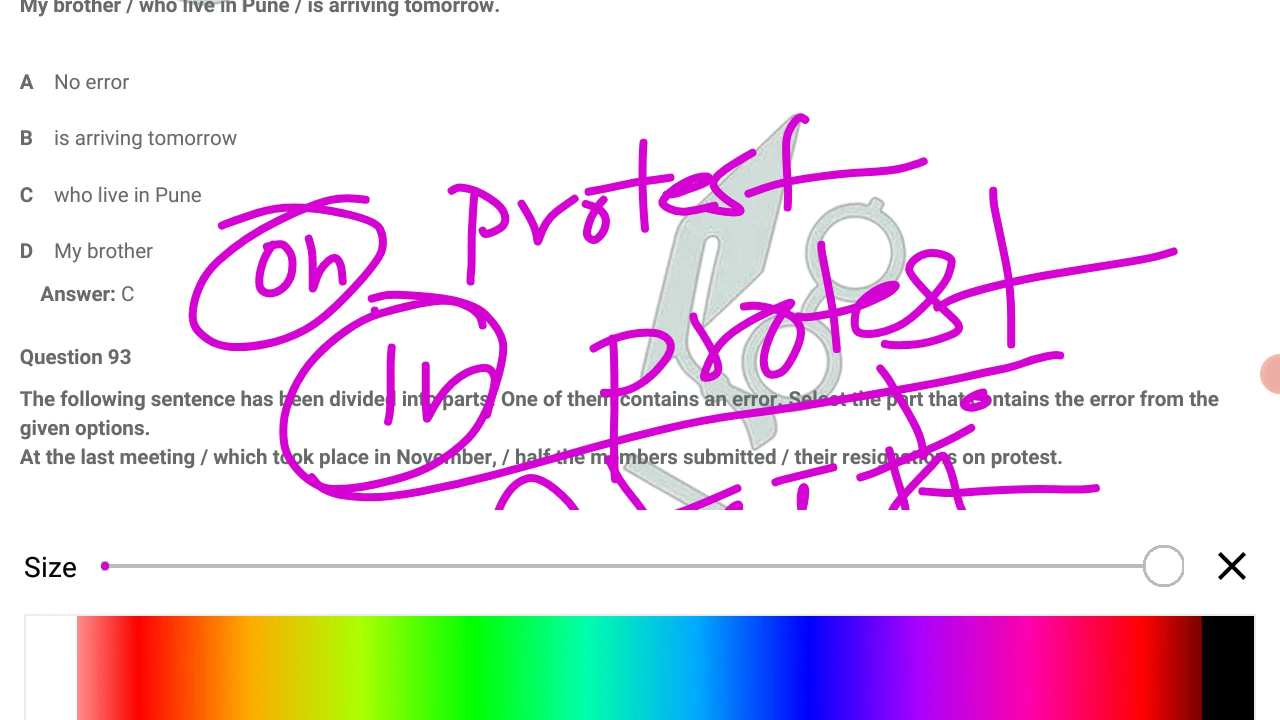 My brother / who live in Pune / is arriving tomorrow.
A No error
B is arriving tomorrow
C who live in Pune
D My brother
Answer: C
on protest
In protest
Question 93
The following sentence has been divided into parts. One of them contains an error. Select the part that contains the error from the
given options.
At the last meeting / which took place in November, / half the members submitted / their resignations on protest.
Size